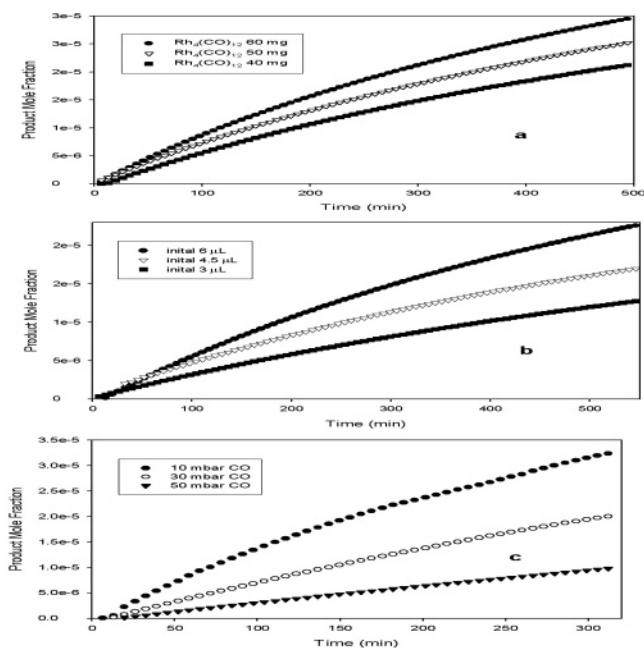 3e-5
Rh4(CO)12 60 mg
Rh4(CO)12 50 mg
Rh4(CO)12 40 mg
2e-5
2e-5
1e-5
5e-6
0
Product Mole Fraction
a
100 200 300 400 500
Time (min)
2e-5
inital 6 μL
inital 4.5 μL
inital 3 μL
2e-5
1e-5
5e-6
0
Product Mole Fraction
b
0 100 200 300 400 500
Time (min)
3.5e-5
10 mbar CO
30 mbar CO
50 mbar CO
3.0e-5
2.5e-5
2.0e-5
1.5e-5
1.0e-5
5.0e-6
0.0
Product Mole Fraction
c
0 50 100 150 200 250 300
Time (min)